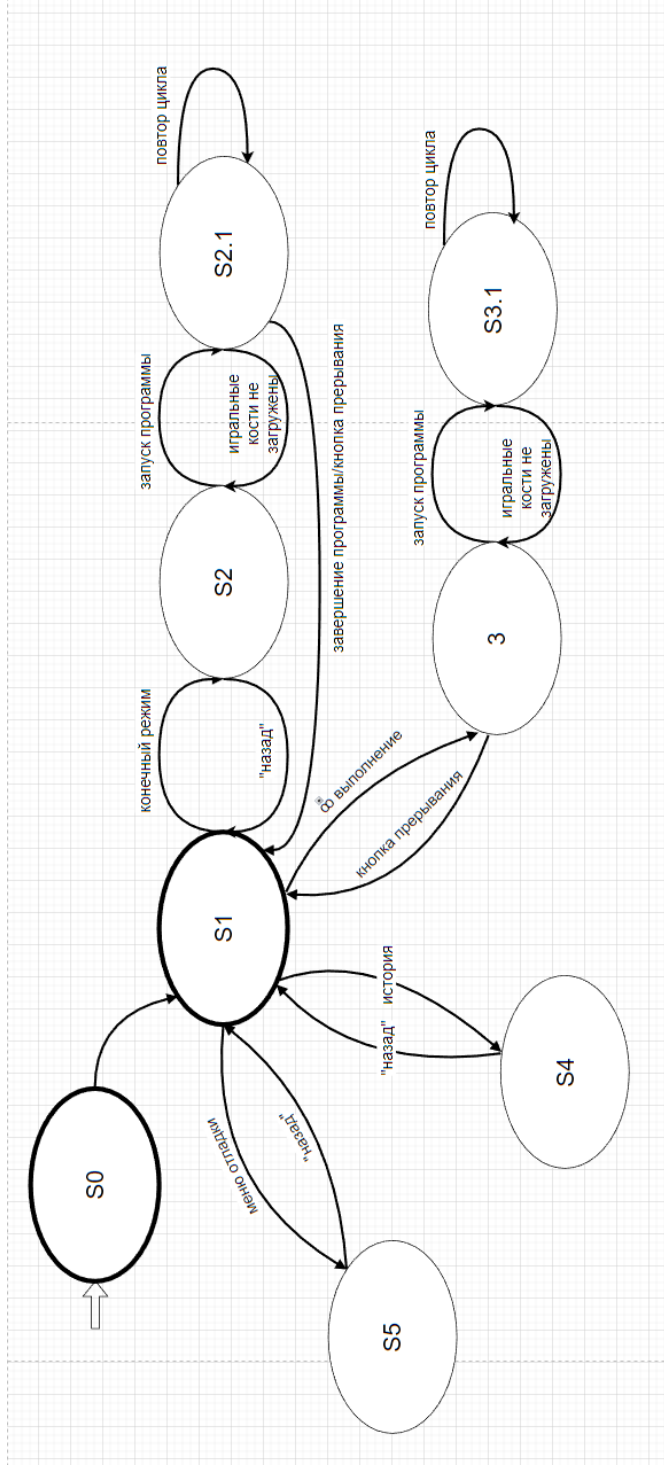 S0
S1
конечный режим
"назад"
S2
запуск программы
игральные
кости не
загружены
S2.1
повтор цикла
завершение программы/кнопка прерывания
∞ выполнение
кнопка прерывания
3
запуск программы
игральные
кости не
загружены
S3.1
повтор цикла
история
"назад"
S4
меню отладки
"назад"
S5